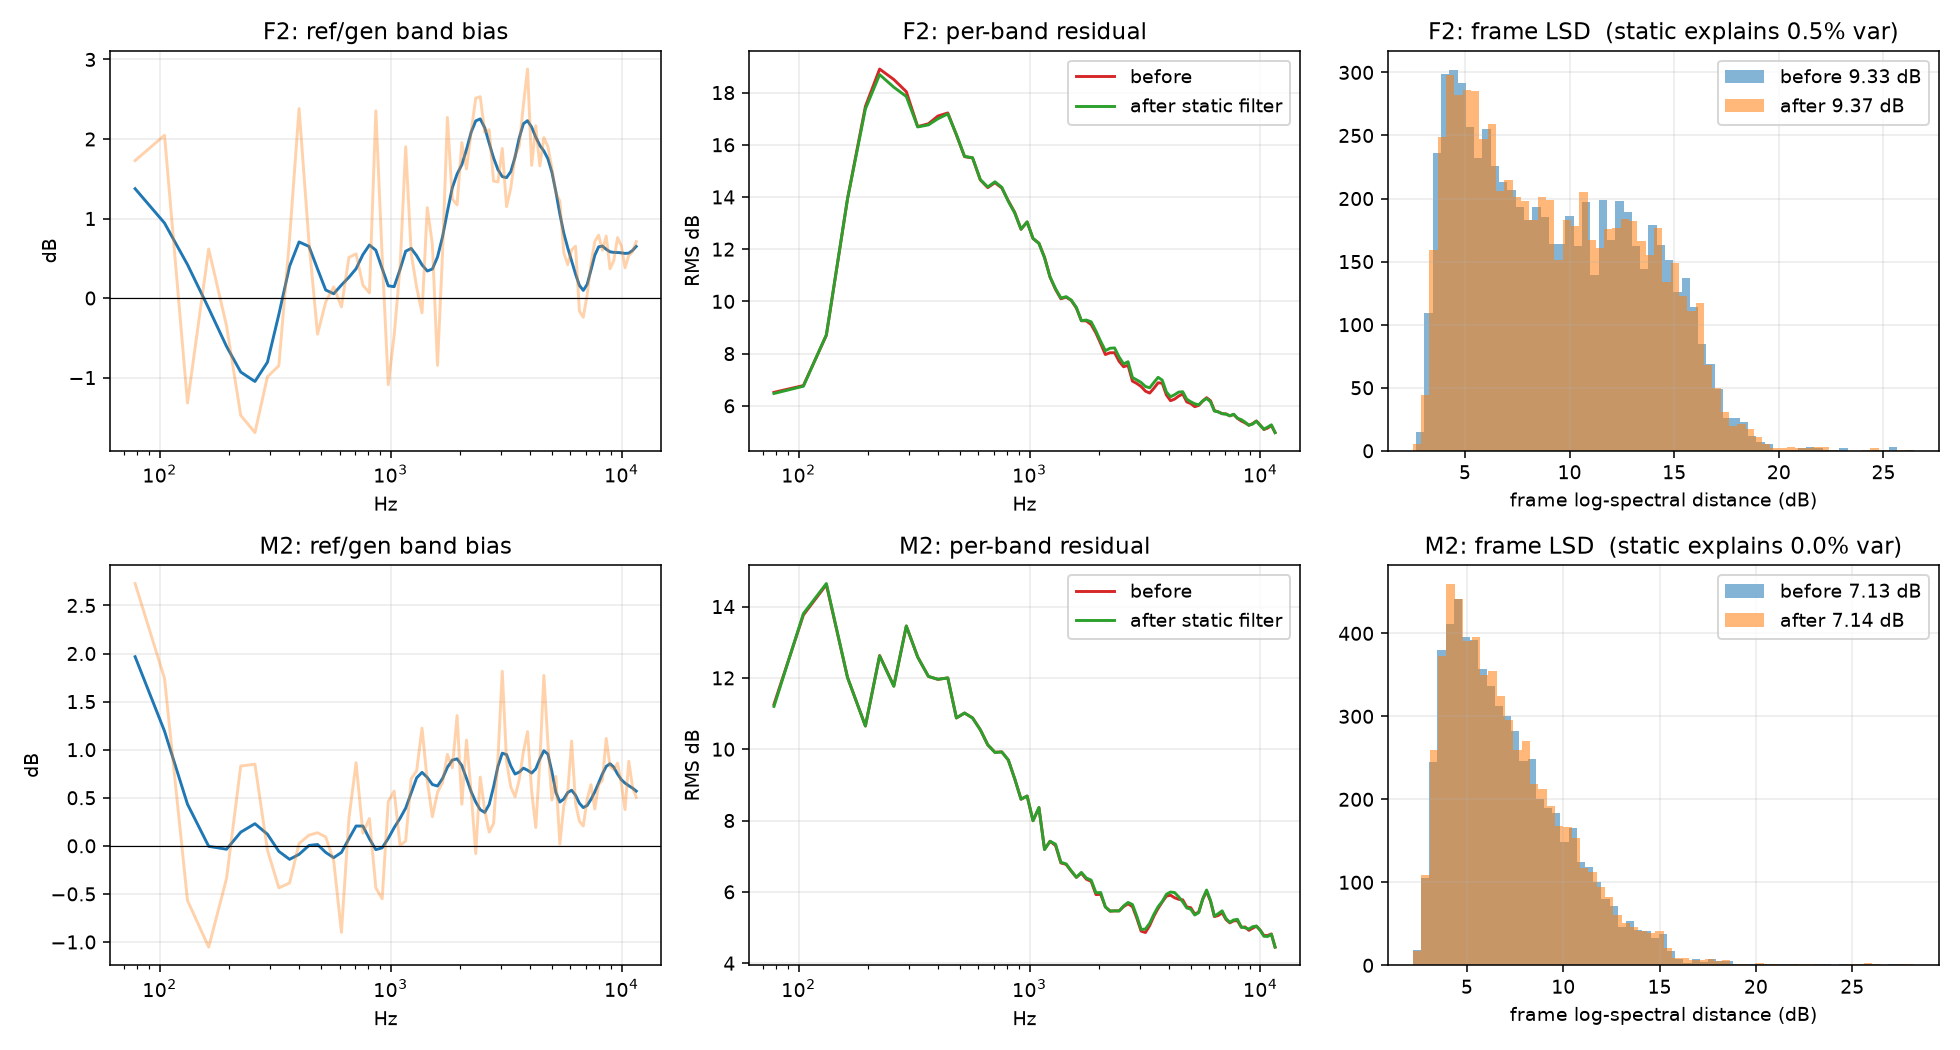 F2: ref/gen band bias
3
2
1
0
−1
dB
10²
10³
10⁴
Hz
F2: per-band residual
before
after static filter
18
16
14
12
10
8
6
RMS dB
10²
10³
10⁴
Hz
F2: frame LSD (static explains 0.5% var)
before 9.33 dB
after 9.37 dB
300
250
200
150
100
50
0
5
10
15
20
25
frame log-spectral distance (dB)
M2: ref/gen band bias
2.5
2.0
1.5
1.0
0.5
0.0
−0.5
−1.0
dB
10²
10³
10⁴
Hz
M2: per-band residual
before
after static filter
14
12
10
8
6
4
RMS dB
10²
10³
10⁴
Hz
M2: frame LSD (static explains 0.0% var)
before 7.13 dB
after 7.14 dB
400
300
200
100
0
5
10
15
20
25
frame log-spectral distance (dB)